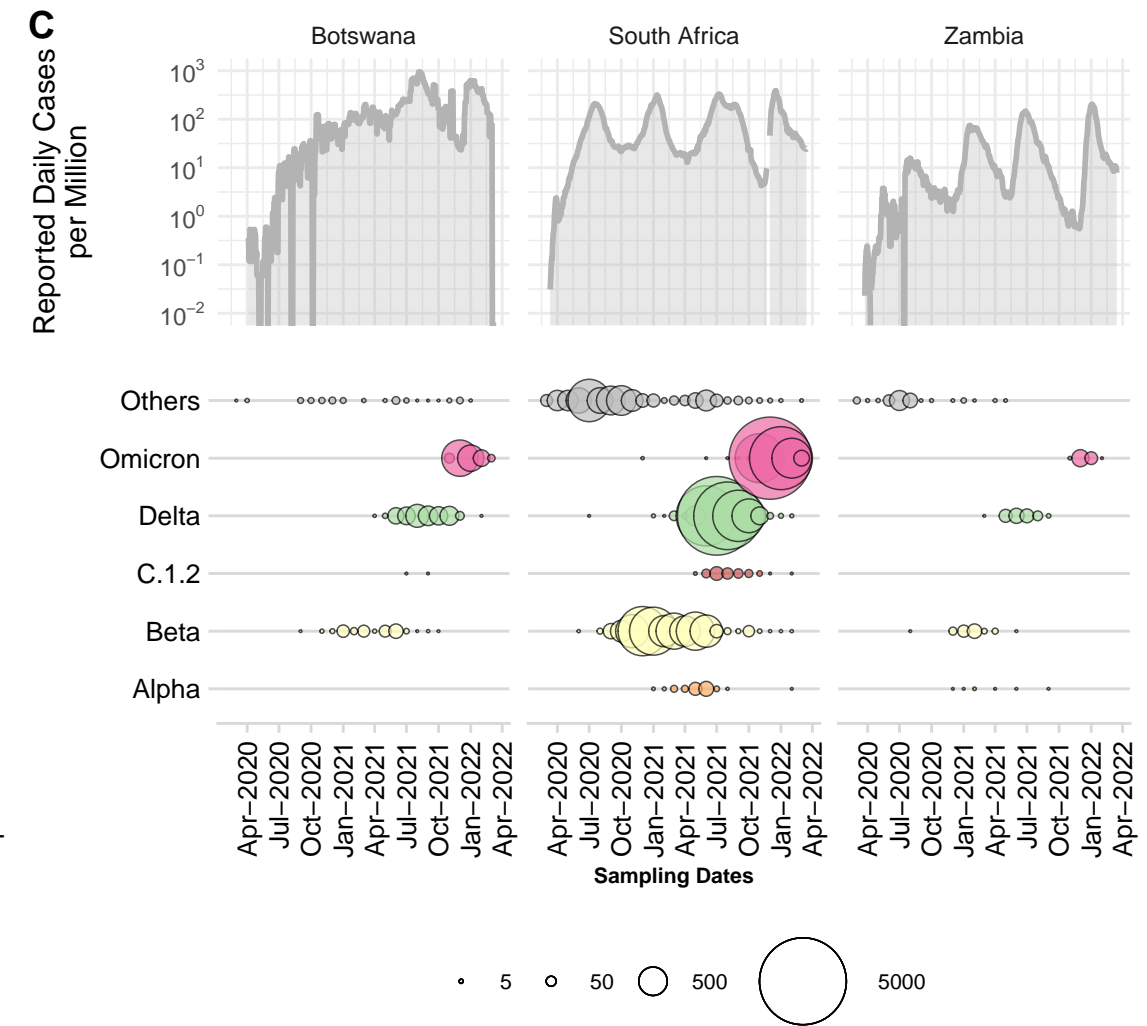 C
Botswana South Africa Zambia
Reported Daily Cases
per Million
10³
10²
10¹
10⁰
10⁻¹
10⁻²
Others
Omicron
Delta
C.1.2
Beta
Alpha
Apr−2020 Jul−2020 Oct−2020 Jan−2021 Apr−2021 Jul−2021 Oct−2021 Jan−2022 Apr−2022 Apr−2020 Jul−2020 Oct−2020 Jan−2021 Apr−2021 Jul−2021 Oct−2021 Jan−2022 Apr−2022 Apr−2020 Jul−2020 Oct−2020 Jan−2021 Apr−2021 Jul−2021 Oct−2021 Jan−2022 Apr−2022
Sampling Dates
5 50 500 5000